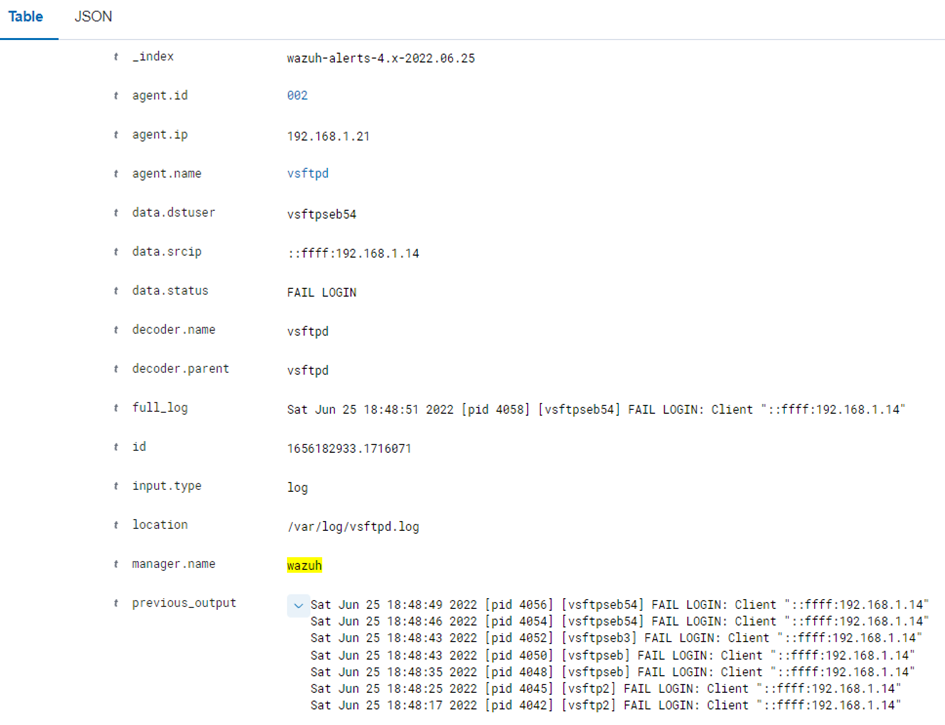 Table JSON
t _index wazuh-alerts-4.x-2022.06.25
t agent.id 002
t agent.ip 192.168.1.21
t agent.name vsftpd
t data.dstuser vsftpseb54
t data.srcip ::ffff:192.168.1.14
t data.status FAIL LOGIN
t decoder.name vsftpd
t decoder.parent vsftpd
t full_log Sat Jun 25 18:48:51 2022 [pid 4058] [vsftpseb54] FAIL LOGIN: Client "::ffff:192.168.1.14"
t id 1656182933.1716071
t input.type log
t location /var/log/vsftpd.log
t manager.name wazuh
t previous_output Sat Jun 25 18:48:49 2022 [pid 4056] [vsftpseb54] FAIL LOGIN: Client "::ffff:192.168.1.14"
Sat Jun 25 18:48:46 2022 [pid 4054] [vsftpseb54] FAIL LOGIN: Client "::ffff:192.168.1.14"
Sat Jun 25 18:48:43 2022 [pid 4052] [vsftpseb3] FAIL LOGIN: Client "::ffff:192.168.1.14"
Sat Jun 25 18:48:43 2022 [pid 4050] [vsftpseb] FAIL LOGIN: Client "::ffff:192.168.1.14"
Sat Jun 25 18:48:35 2022 [pid 4048] [vsftpseb] FAIL LOGIN: Client "::ffff:192.168.1.14"
Sat Jun 25 18:48:25 2022 [pid 4045] [vsftp2] FAIL LOGIN: Client "::ffff:192.168.1.14"
Sat Jun 25 18:48:17 2022 [pid 4042] [vsftp2] FAIL LOGIN: Client "::ffff:192.168.1.14"